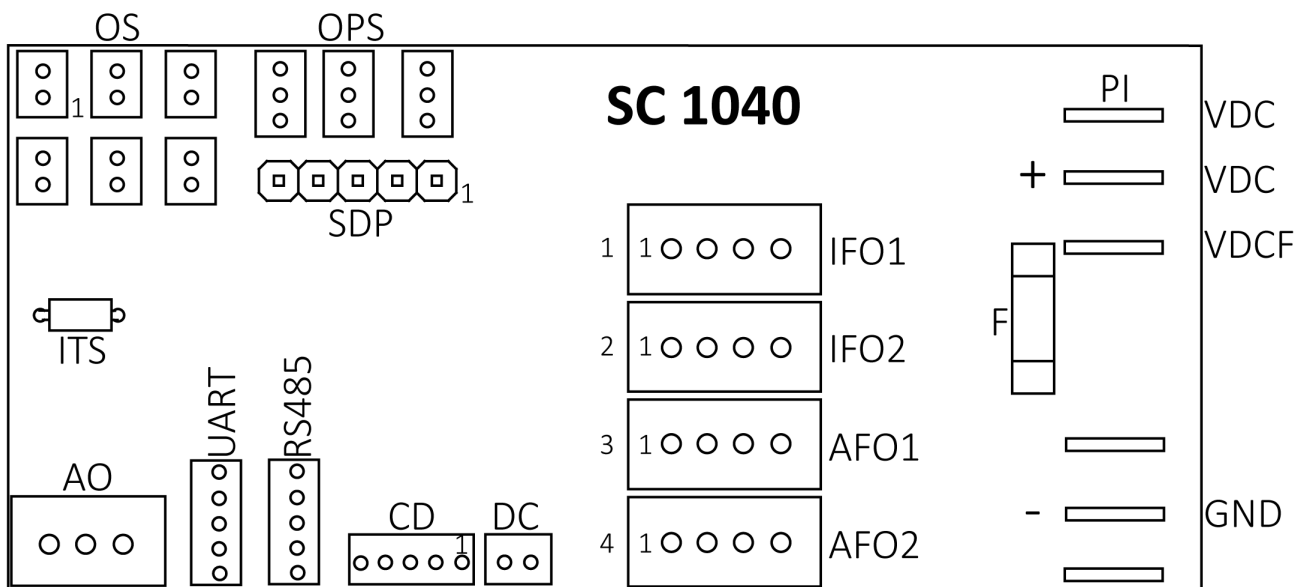 OS
OPS
1
SC 1040
PI
VDC
+
VDC
1
SDP
VDCF
1 1 IFO1
F
ITS
2 1 IFO2
UART
RS485
3 1 AFO1
AO
CD
1
DC
-
GND
4 1 AFO2